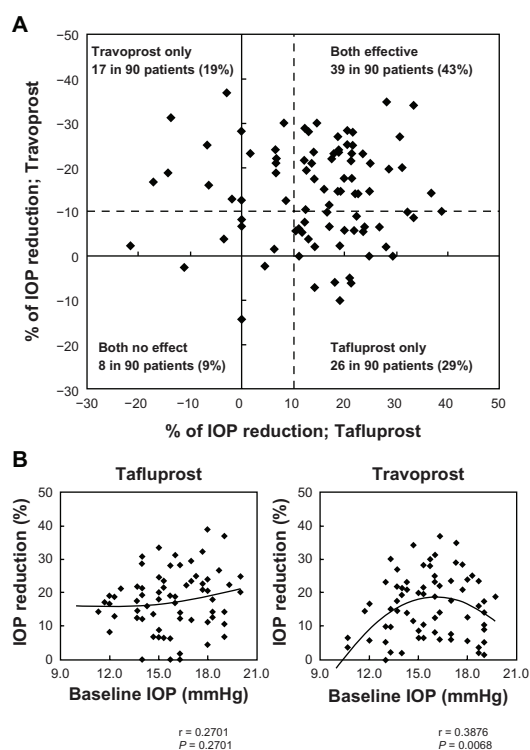 A
% of IOP reduction; Travoprost
−50
−40
−30
−20
−10
0
−10
−20
−30
Travoprost only
17 in 90 patients (19%)
Both effective
39 in 90 patients (43%)
Both no effect
8 in 90 patients (9%)
Tafluprost only
26 in 90 patients (29%)
−30 −20 −10 0 10 20 30 40 50
% of IOP reduction; Tafluprost
B
Tafluprost
IOP reduction (%)
50
40
30
20
10
0
9.0 12.0 15.0 18.0 21.0
Baseline IOP (mmHg)
r = 0.2701
P = 0.2701
Travoprost
IOP reduction (%)
50
40
30
20
10
0
9.0 12.0 15.0 18.0 21.0
Baseline IOP (mmHg)
r = 0.3876
P = 0.0068